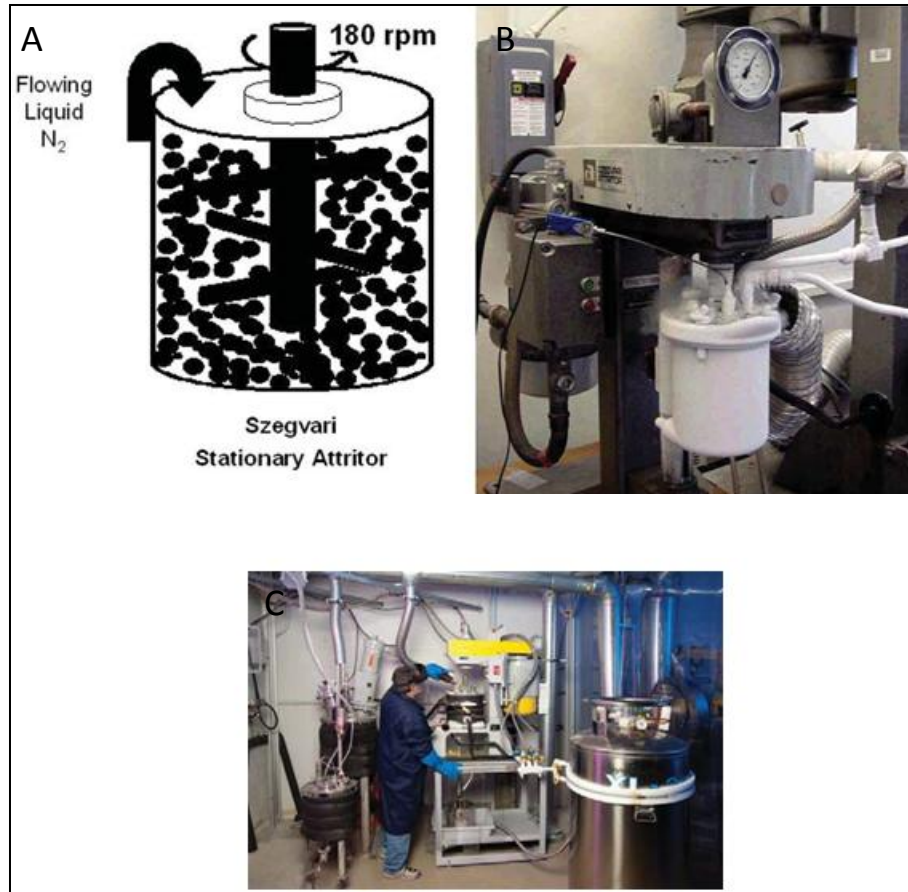 A
180 rpm
Flowing
Liquid
N₂
Szegvari
Stationary Attritor
B
C